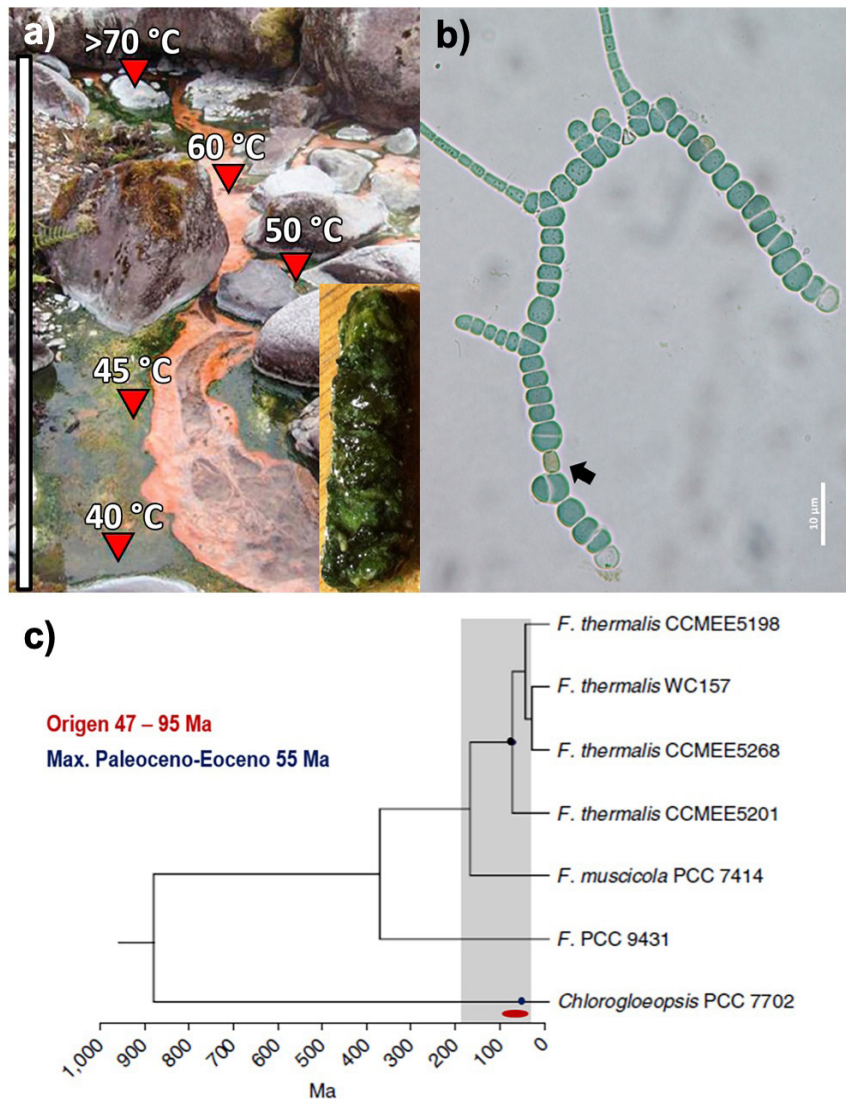 a)
>70 °C
60 °C
50 °C
45 °C
40 °C
b)
10 µm
c)
Origen 47 – 95 Ma
Max. Paleoceno-Eoceno 55 Ma
F. thermalis CCMEE5198
F. thermalis WC157
F. thermalis CCMEE5268
F. thermalis CCMEE5201
F. muscicola PCC 7414
F. PCC 9431
Chlorogloeopsis PCC 7702
1,000 900 800 700 600 500 400 300 200 100 0
Ma